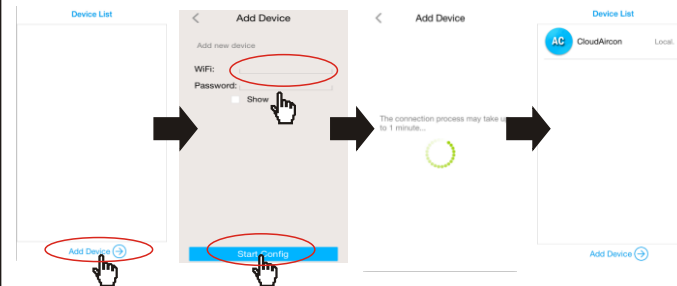 Device List
Add Device
Add Device
Add new device
WiFi:
Password:
Show
Start Config
Add Device
The connection process may take u
to 1 minute...
Device List
AC CloudAircon Local.
Add Device